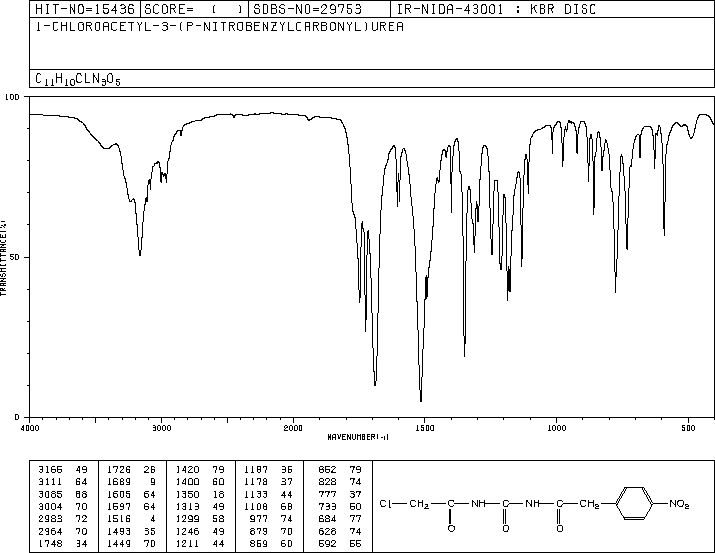 HIT-NO=15436 SCORE= ( ) SDBS-NO=29753 IR-NIDA-43001 : KBR DISC
1-CHLOROACETYL-3-(P-NITROBENZYLCARBONYL)UREA
C11H10CLN3O5
100
50
0
TRANSMITTANCE(%)
4000 3000 2000 1500 1000 500
WAVENUMBER(-1)
3165 49 1726 26 1420 79 1187 36 862 79
3111 64 1689 9 1400 60 1178 37 828 74
3085 68 1605 64 1350 18 1133 44 777 37
3004 70 1597 64 1313 49 1108 68 733 50
2983 72 1516 4 1299 58 977 74 684 77
2964 70 1493 35 1246 49 879 70 628 74
1748 34 1449 70 1211 44 859 60 592 55
Cl CH2 C NH C NH C CH2 NO2
O O O